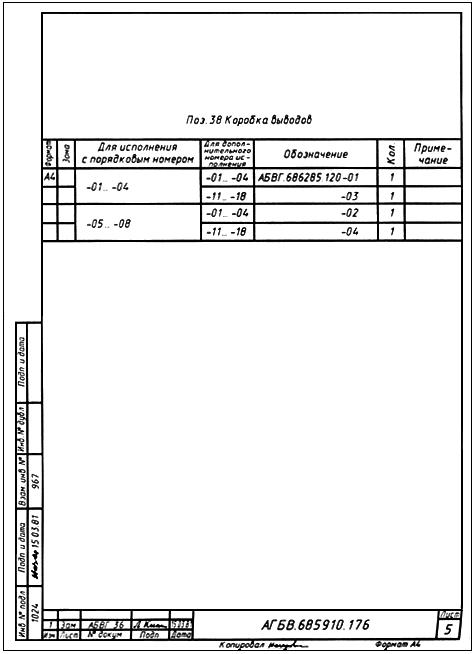 Поз. 38 Коробка выводов
Формат
Зона
Для исполнения с порядковым номером
Для дополнительного номера исполнения
Обозначение
Кол.
Примечание
А4
-01... -04
-01... -04
АБВГ.686285.120-01
1
-11... -18
-03
1
-05... -08
-01... -04
-02
1
-11... -18
-04
1
Подп и дата
Инв № дубл
Взам инв №
967
Подп и дата
15.03.81
Инв № подл
1024
1 Зам АБВГ 36
Изм Лист № докум Подп Дата
АГБВ.685910.176
Лист
5
Копировал
Формат А4